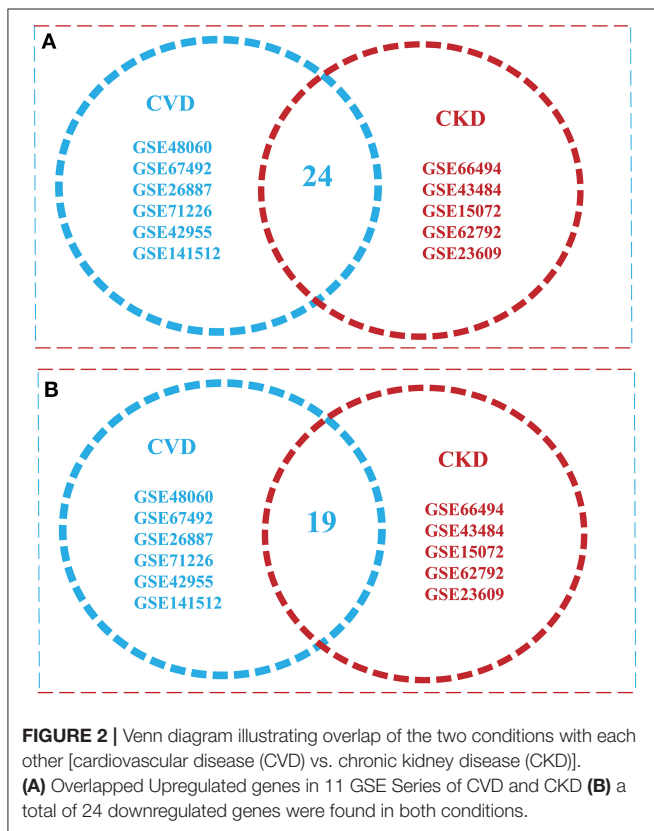 A
CVD
GSE48060
GSE67492
GSE26887
GSE71226
GSE42955
GSE141512
24
CKD
GSE66494
GSE43484
GSE15072
GSE62792
GSE23609
B
CVD
GSE48060
GSE67492
GSE26887
GSE71226
GSE42955
GSE141512
19
CKD
GSE66494
GSE43484
GSE15072
GSE62792
GSE23609
FIGURE 2 | Venn diagram illustrating overlap of the two conditions with each
other [cardiovascular disease (CVD) vs. chronic kidney disease (CKD)].
(A) Overlapped Upregulated genes in 11 GSE Series of CVD and CKD (B) a
total of 24 downregulated genes were found in both conditions.